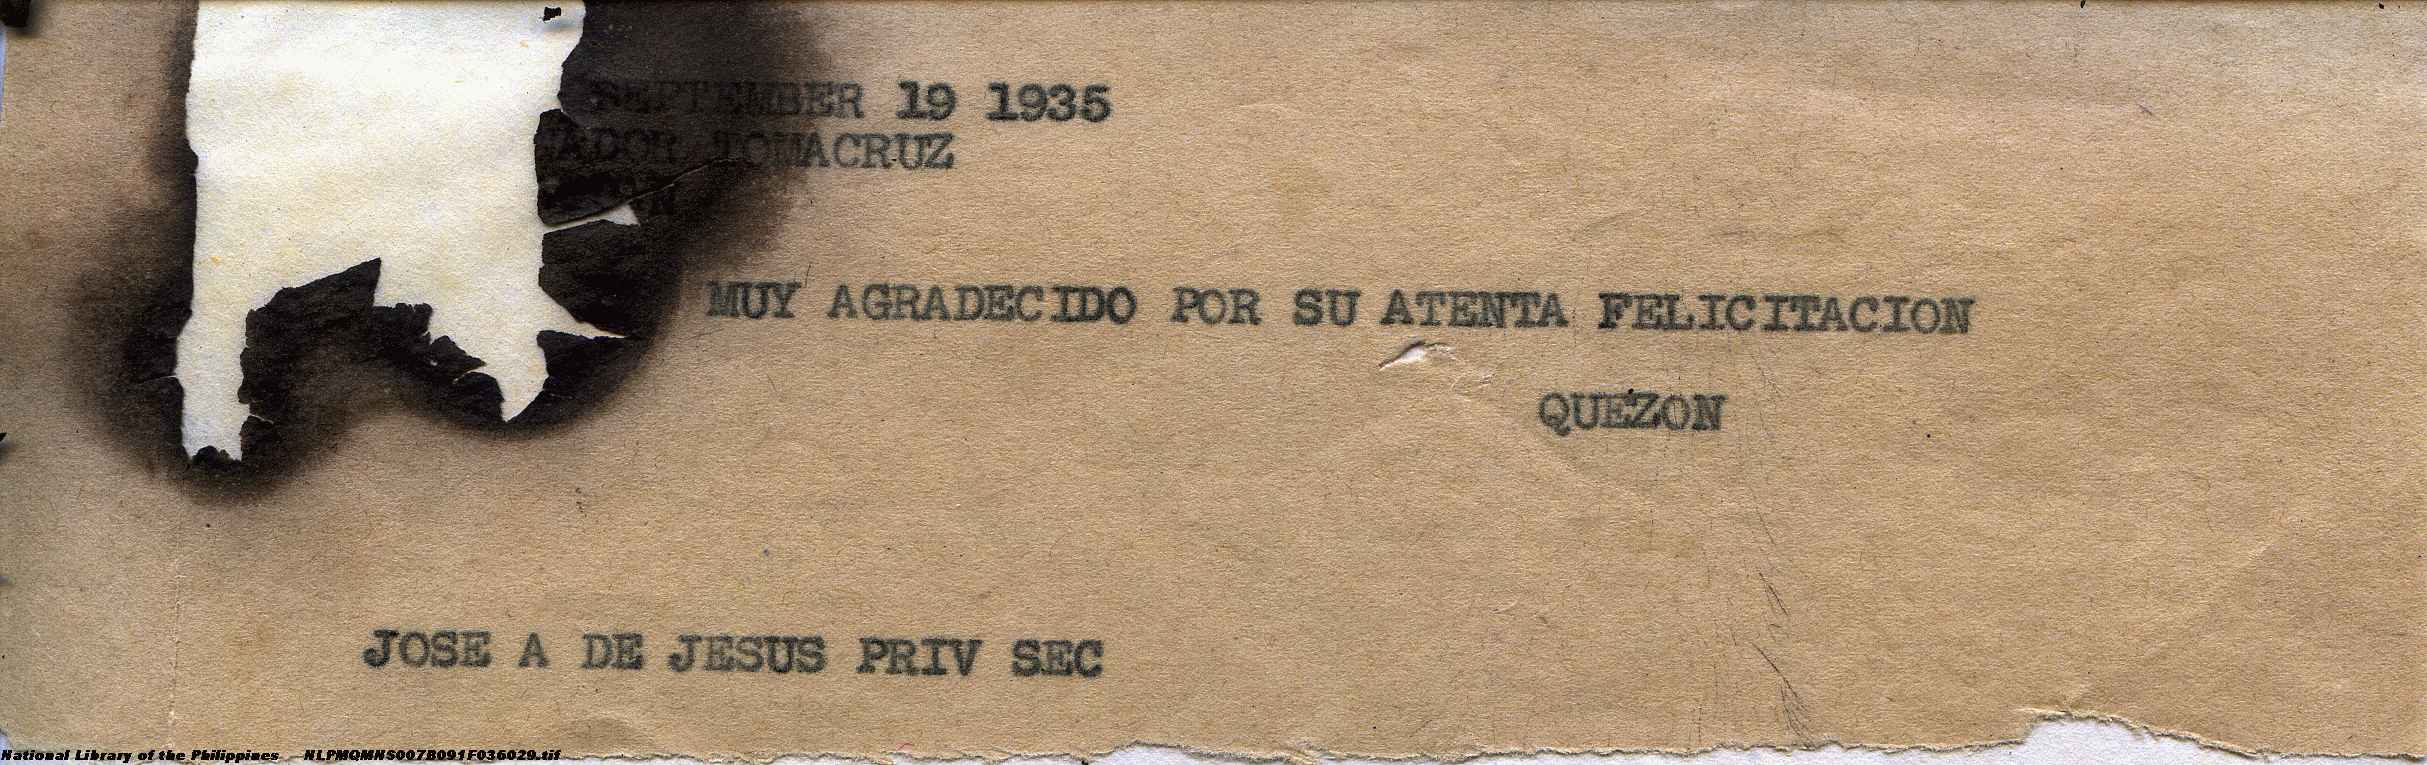 SEPTEMBER 19 1935
TONACRUZ
MUY AGRADECIDO POR SU ATENTA FELICITACION
QUEZON
JOSE A DE JESUS PRIV SEC
National Library of the Philippines NLPMQMNS007B091F036029.tif